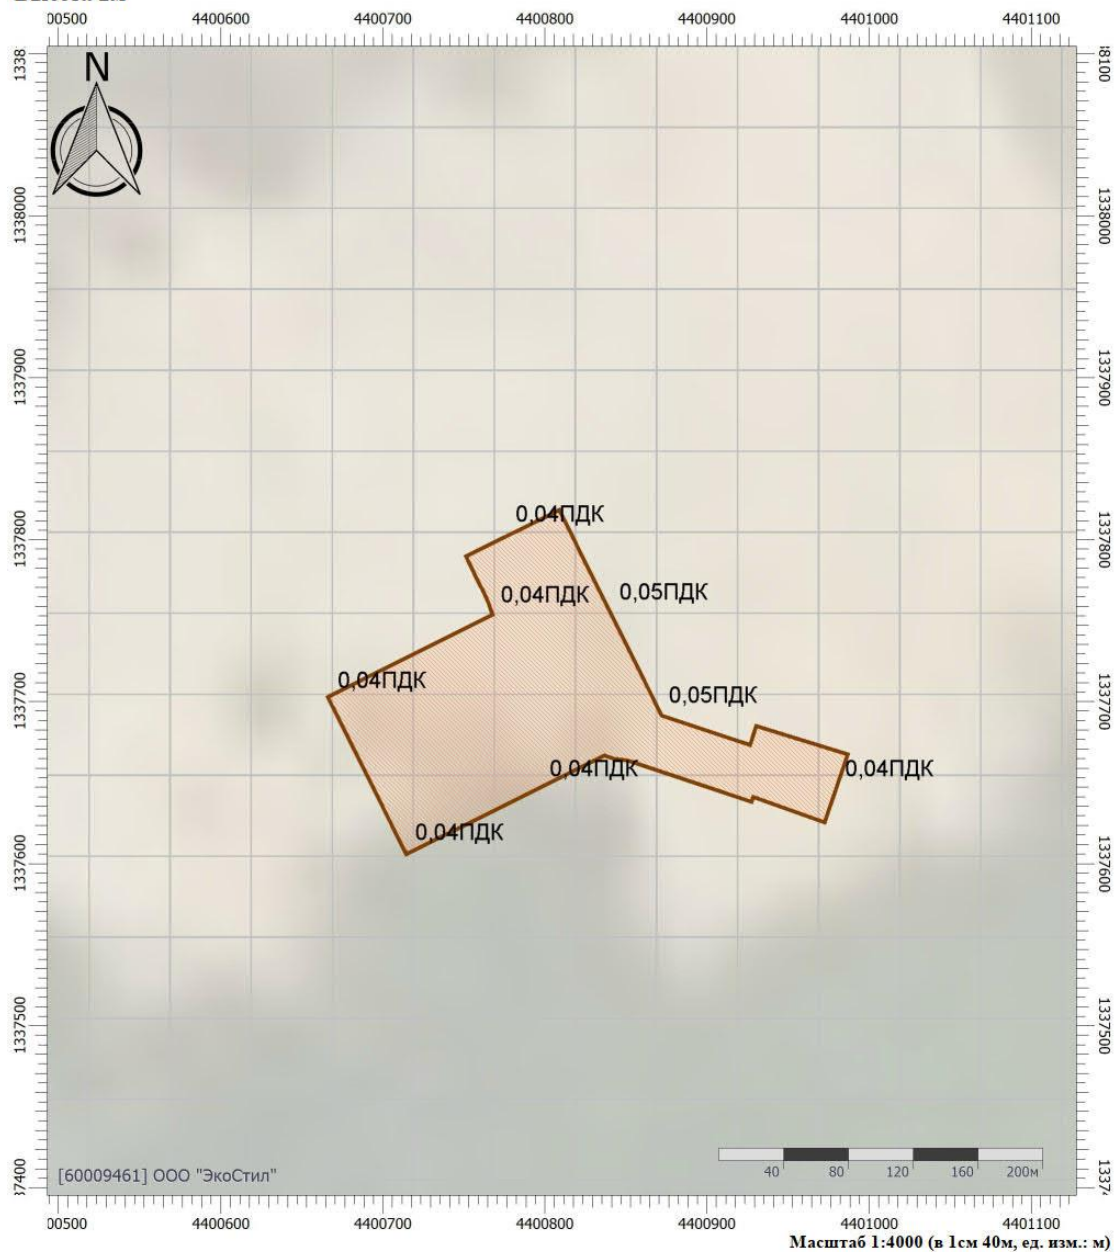 00500 4400600 4400700 4400800 4400900 4401000 4401100
N
1338 8100
1338000 1338000
1337900 1337900
0,04ПДК
1337800 1337800
0,04ПДК 0,05ПДК
0,04ПДК
0,05ПДК
1337700 1337700
0,04ПДК 0,04ПДК
0,04ПДК
1337600 1337600
1337500 1337500
[60009461] ООО "ЭкоСтил"
40 80 120 160 200м
7400 1337
00500 4400600 4400700 4400800 4400900 4401000 4401100
Масштаб 1:4000 (в 1см 40м, ед. изм.: м)